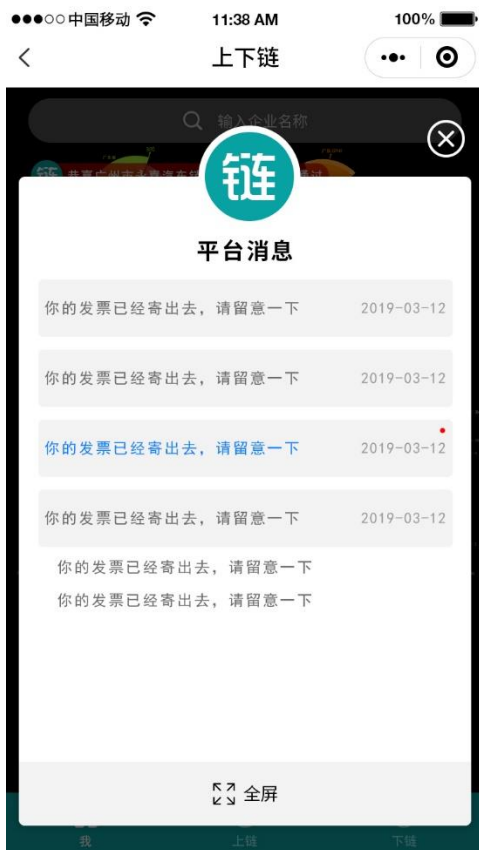 中国移动 11:38 AM 100%
上下链
输入企业名称
链
平台消息
你的发票已经寄出去，请留意一下 2019-03-12
你的发票已经寄出去，请留意一下 2019-03-12
你的发票已经寄出去，请留意一下 2019-03-12
你的发票已经寄出去，请留意一下 2019-03-12
你的发票已经寄出去，请留意一下
你的发票已经寄出去，请留意一下
全屏
我 上链 下链